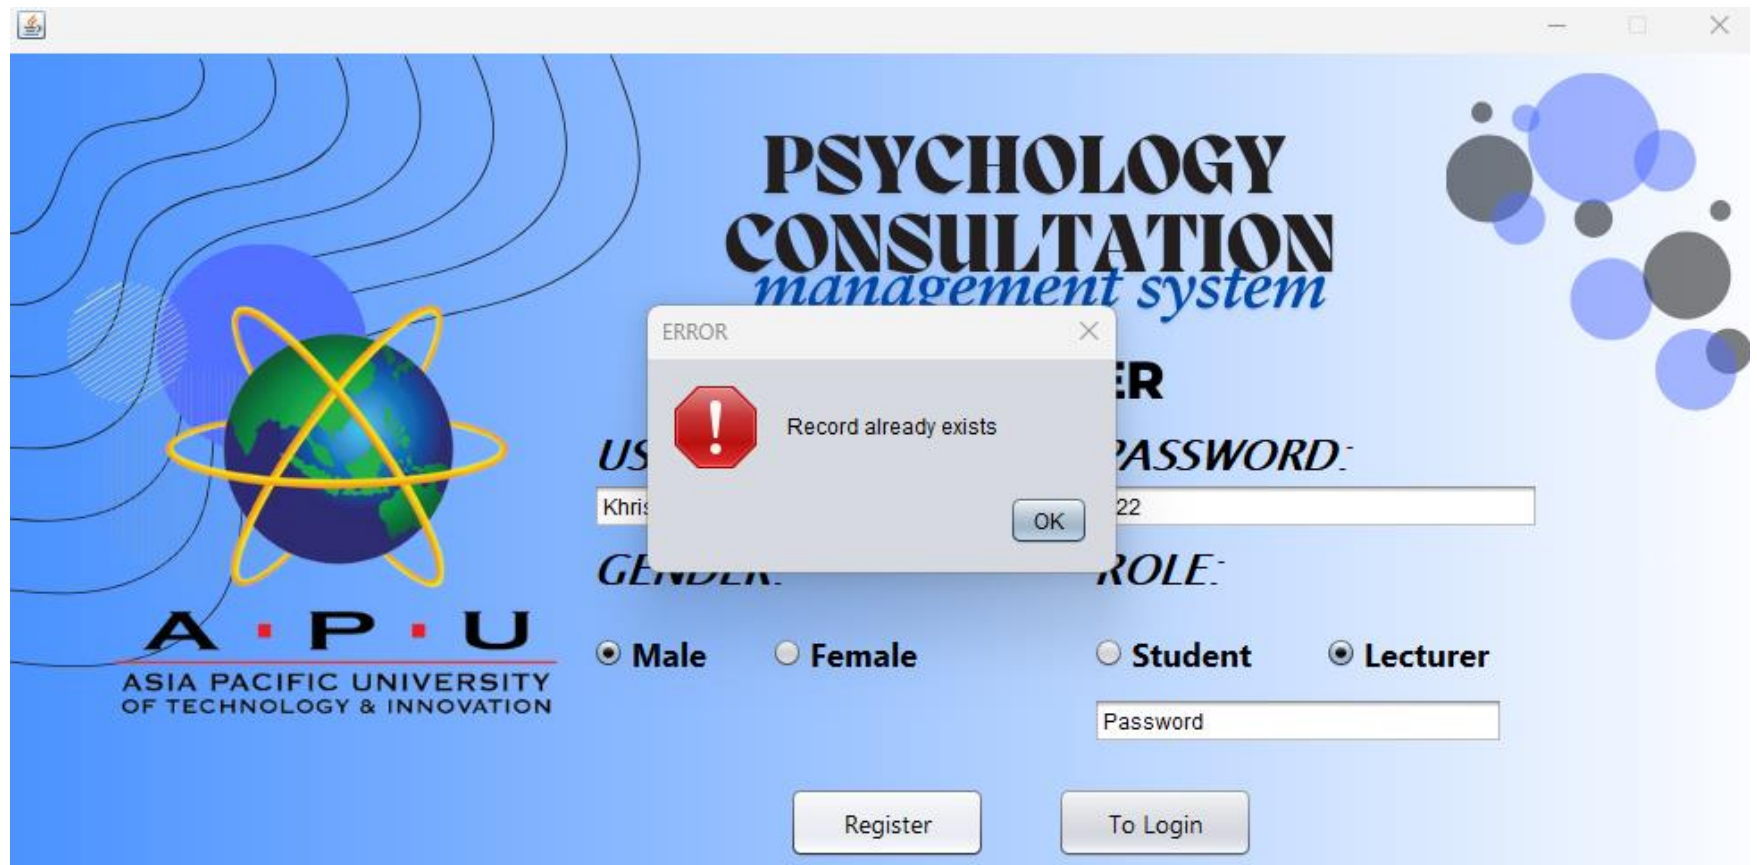 PSYCHOLOGY
CONSULTATION
management system
ERROR
Record already exists
OK
PASSWORD:
22
GENDER:
ROLE:
Male Female Student Lecturer
Password
Register To Login
A·P·U
ASIA PACIFIC UNIVERSITY
OF TECHNOLOGY & INNOVATION